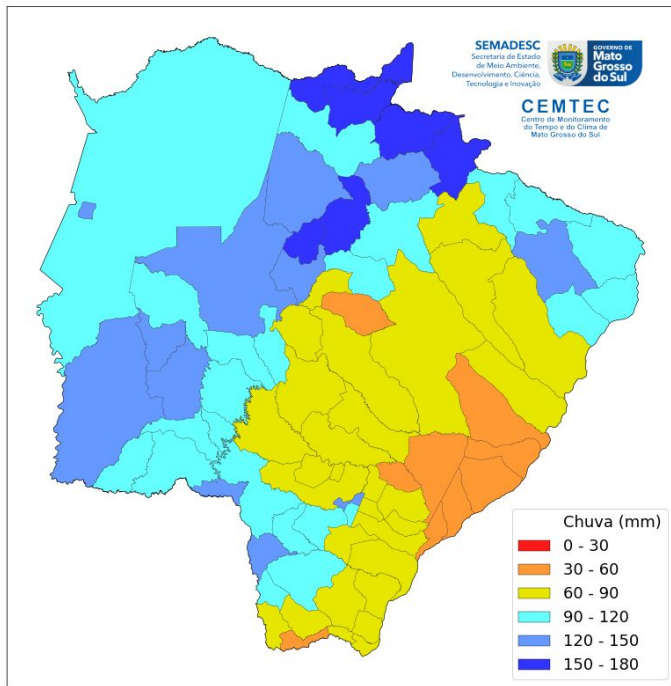 SEMADESC
Secretaria de Estado
de Meio Ambiente,
Desenvolvimento, Ciência,
Tecnologia e Inovação
GOVERNO DE
Mato
Grosso
do Sul
CEMTEC
Centro de Monitoramento
do Tempo e do Clima de
Mato Grosso do Sul
Chuva (mm)
0 - 30
30 - 60
60 - 90
90 - 120
120 - 150
150 - 180